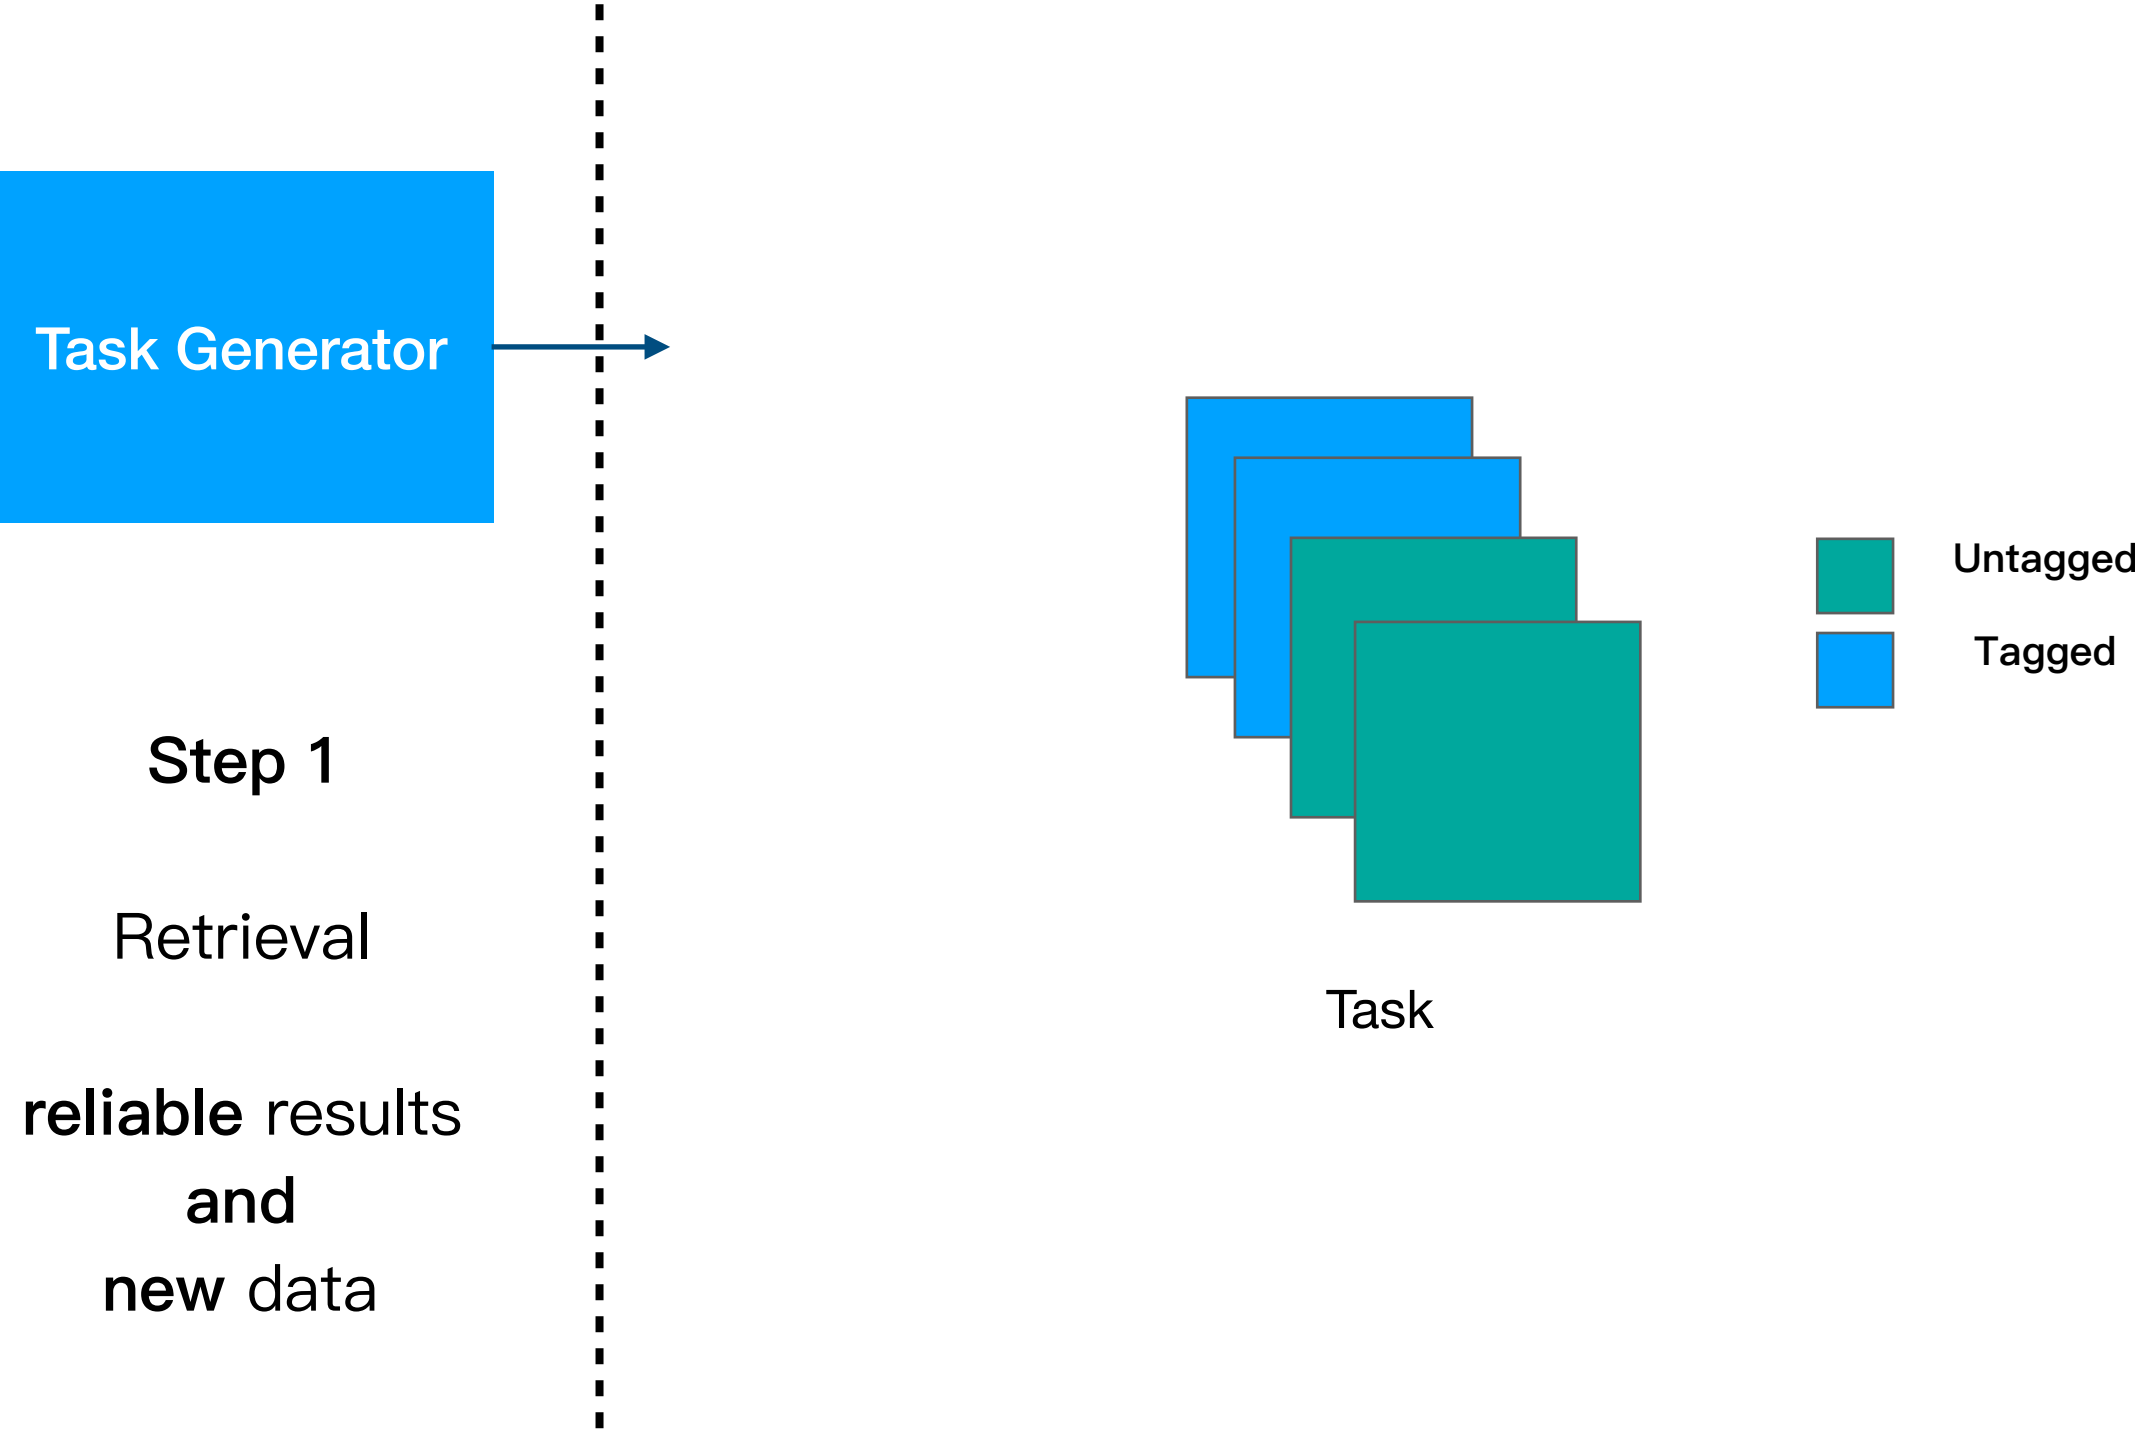 Task Generator
Step 1
Retrieval
reliable results
and
new data
Task
Untagged
Tagged